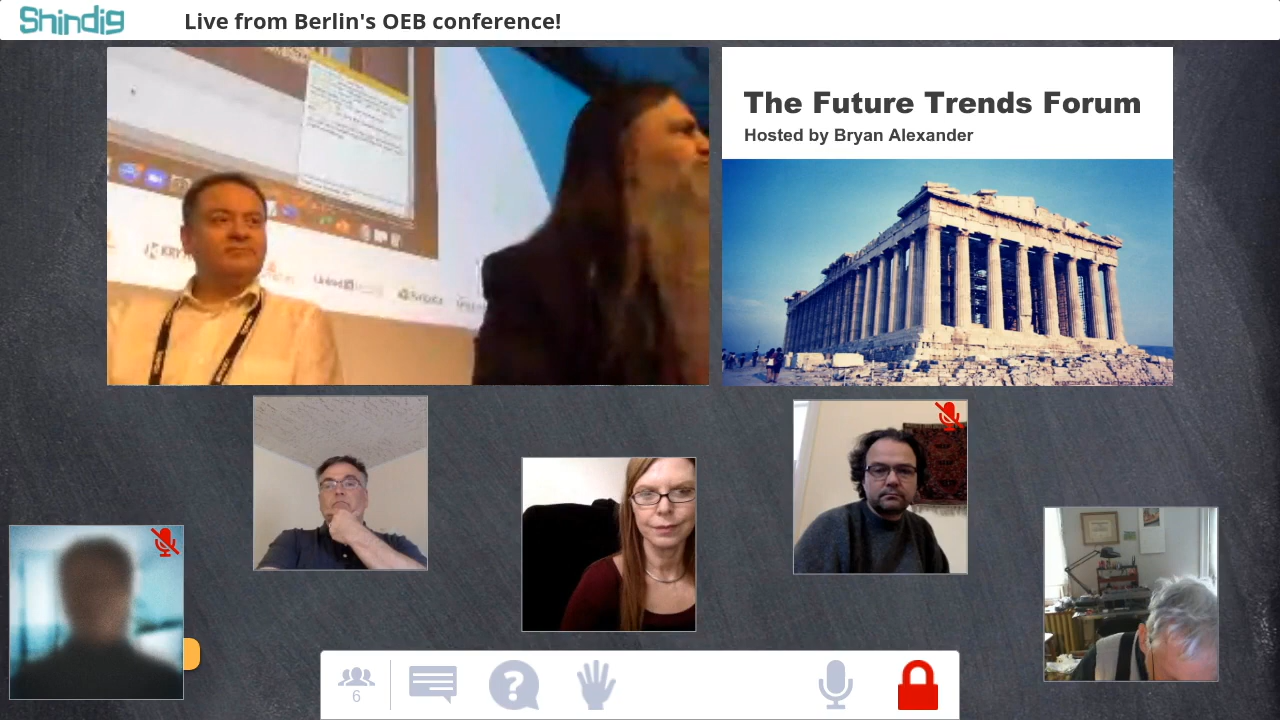 Shindig
Live from Berlin's OEB conference!
The Future Trends Forum
Hosted by Bryan Alexander
6